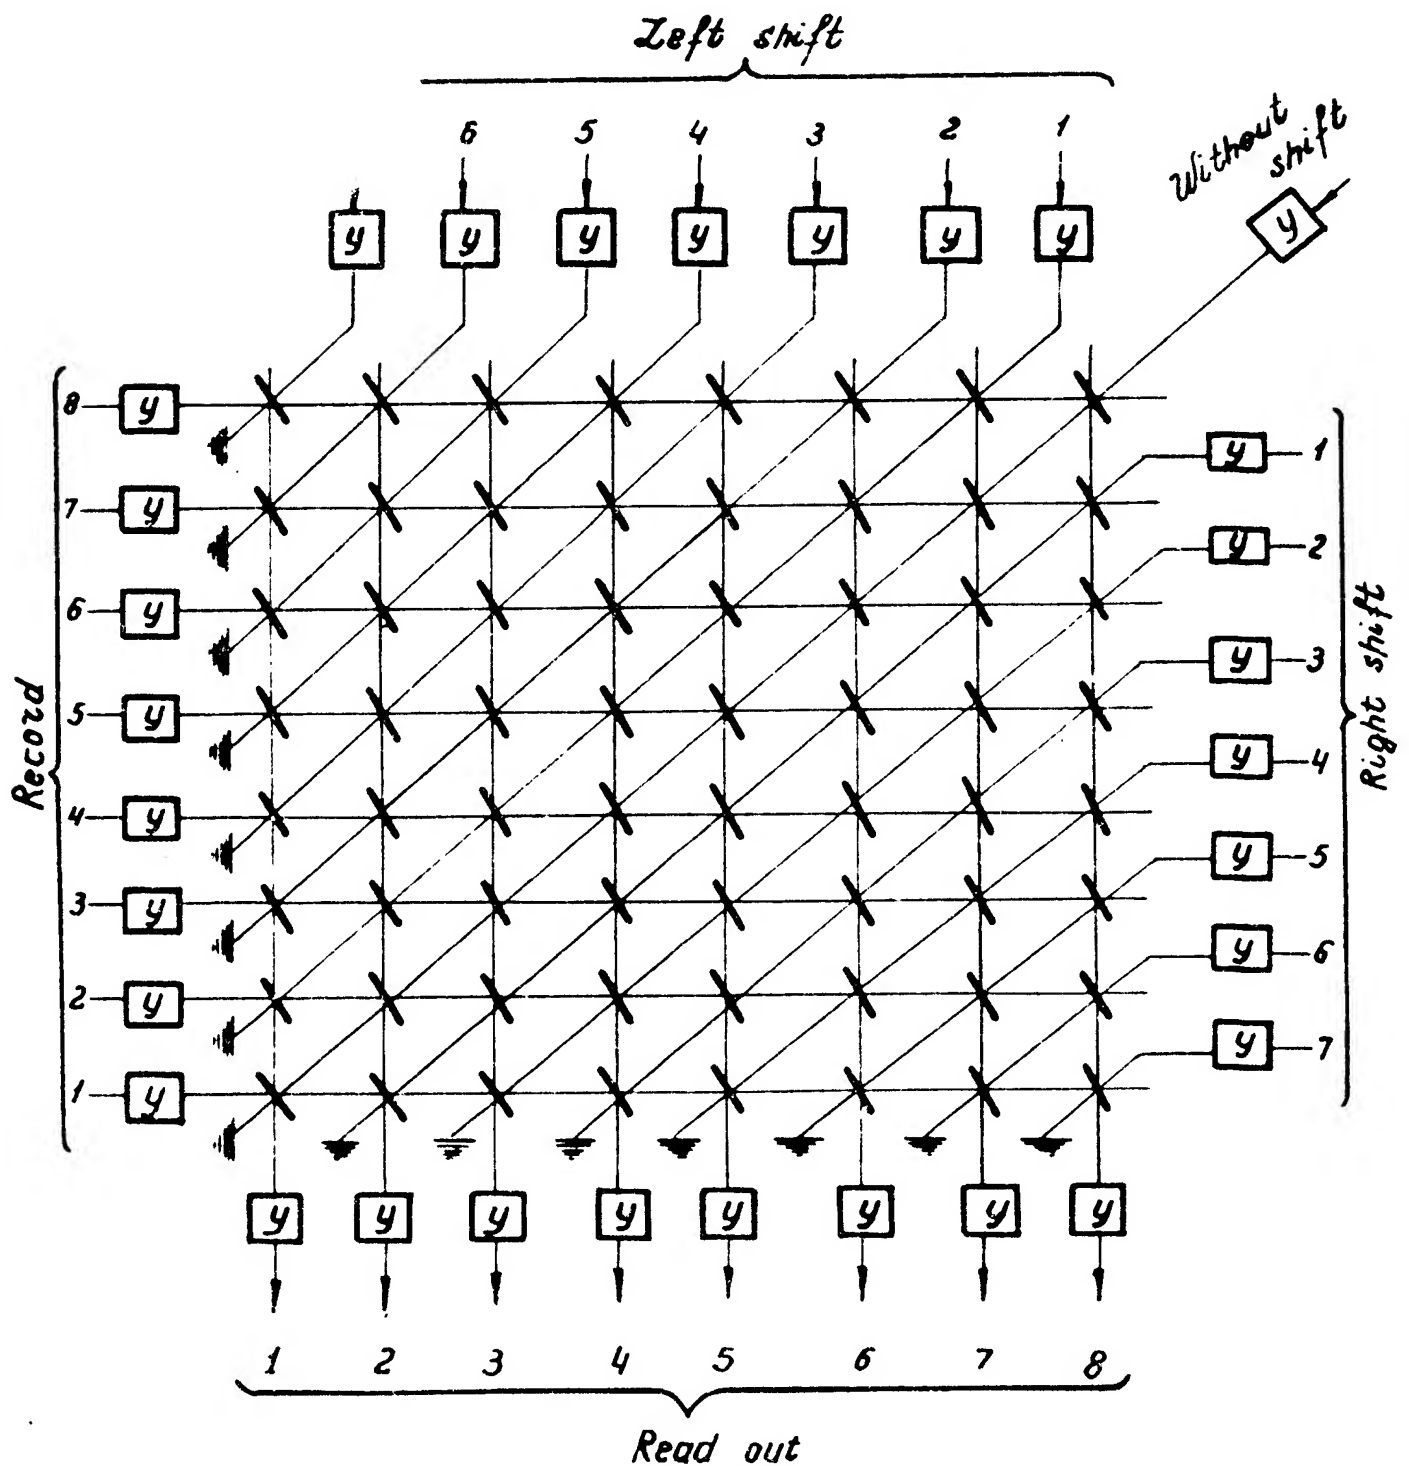 Left shift
6 5 4 3 2 1
Without
shift
y y y y y y y y
Record
8 y
7 y
6 y
5 y
4 y
3 y
2 y
1 y
y 1
y 2
y 3
y 4
y 5
y 6
y 7
Right shift
y y y y y y y y
1 2 3 4 5 6 7 8
Read out